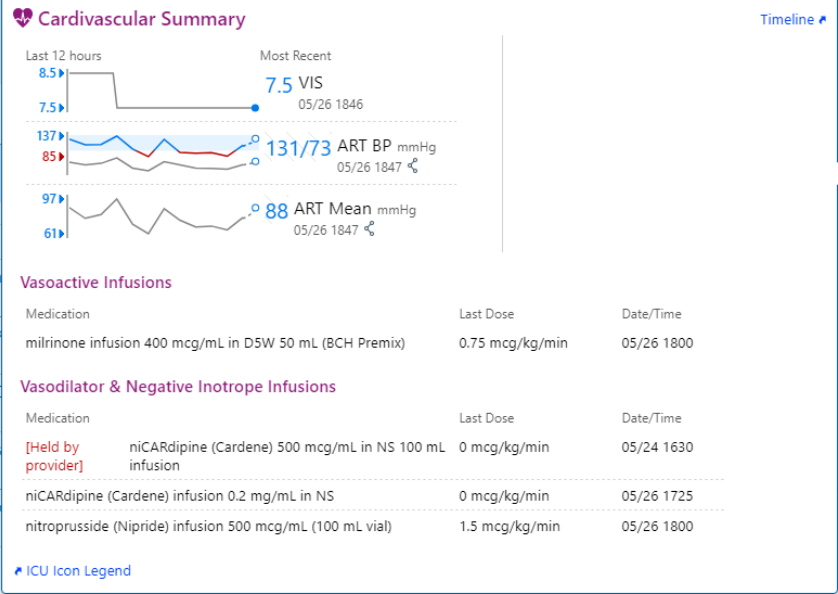 Cardivascular Summary
Timeline
Last 12 hours
Most Recent
8.5
7.5
7.5 VIS
05/26 1846
137
85
131/73 ART BP mmHg
05/26 1847
97
61
88 ART Mean mmHg
05/26 1847
Vasoactive Infusions
Medication Last Dose Date/Time
milrinone infusion 400 mcg/mL in D5W 50 mL (BCH Premix) 0.75 mcg/kg/min 05/26 1800
Vasodilator & Negative Inotrope Infusions
Medication Last Dose Date/Time
[Held by niCARdipine (Cardene) 500 mcg/mL in NS 100 mL 0 mcg/kg/min 05/24 1630
provider] infusion
niCARdipine (Cardene) infusion 0.2 mg/mL in NS 0 mcg/kg/min 05/26 1725
nitroprusside (Nipride) infusion 500 mcg/mL (100 mL vial) 1.5 mcg/kg/min 05/26 1800
ICU Icon Legend